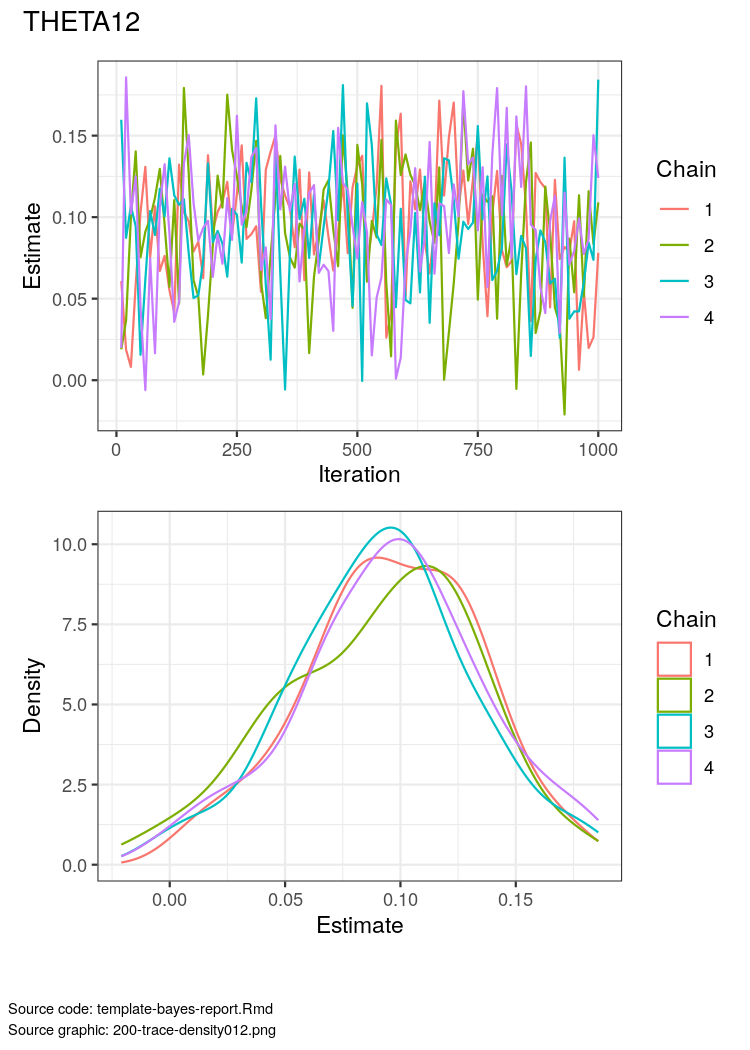 THETA12
0.15
0.10
0.05
0.00
Estimate
0
250
500
750
1000
Iteration
Chain
1
2
3
4
10.0
7.5
5.0
2.5
0.0
Density
0.00
0.05
0.10
0.15
Estimate
Chain
1
2
3
4
Source code: template-bayes-report.Rmd
Source graphic: 200-trace-density012.png